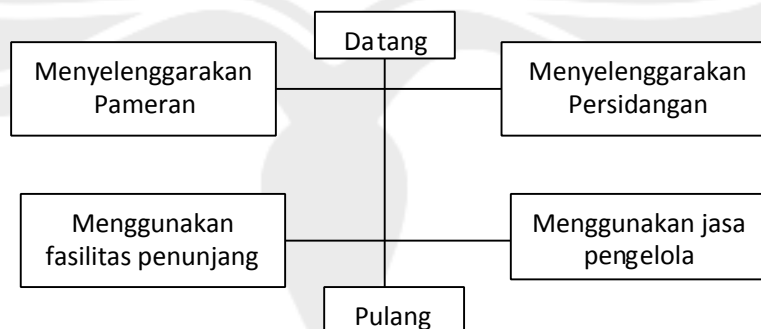 Datang
Menyelenggarakan
Pameran
Menyelenggarakan
Persidangan
Menggunakan
fasilitas penunjang
Menggunakan jasa
pengelola
Pulang